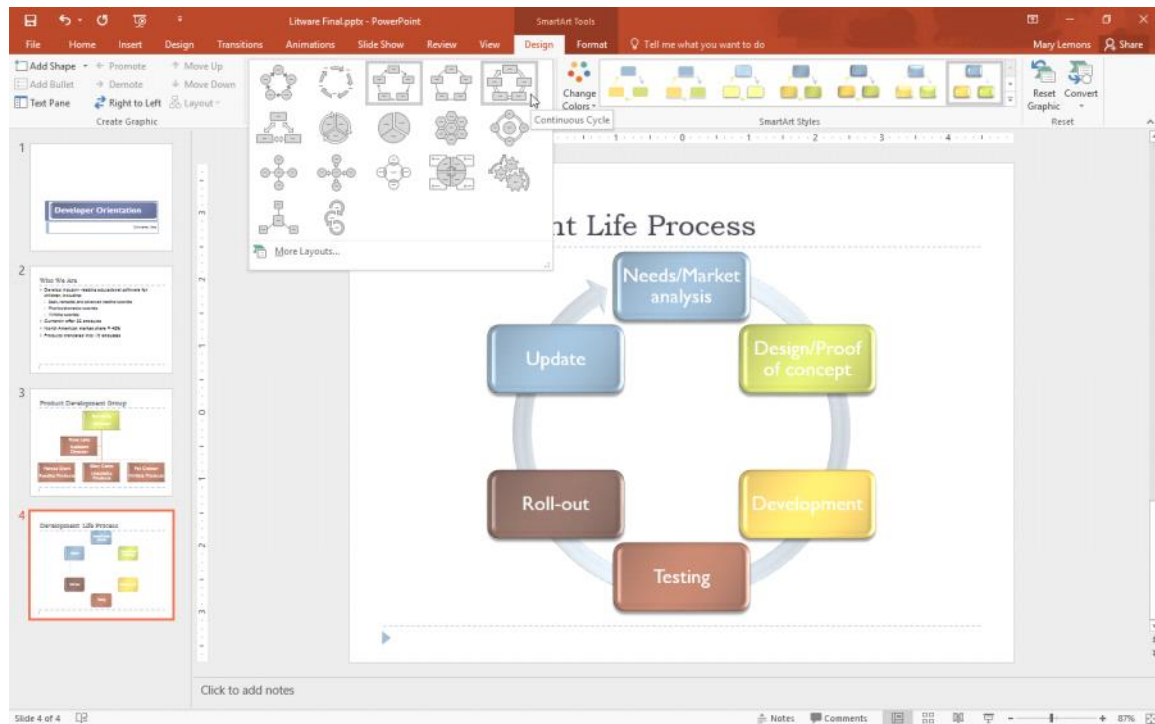 Litware Final.pptx - PowerPoint
SmartArt Tools
File Home Insert Design Transitions Animations Slide Show Review View Design Format Tell me what you want to do Mary Lemons Share
Add Shape Promote Move Up
Add Bullet Demote Move Down
Text Pane Right to Left Layout
Create Graphic
Change
Colors
Continuous Cycle
SmartArt Styles
Reset Convert
Graphic
Reset
More Layouts...
1
Developer Orientation
2
Who We Are
3
Product Development Group
4
Development Life Process
nt Life Process
Needs/Market
analysis
Update
Design/Proof
of concept
Roll-out
Development
Testing
Click to add notes
Slide 4 of 4 Notes Comments 87%